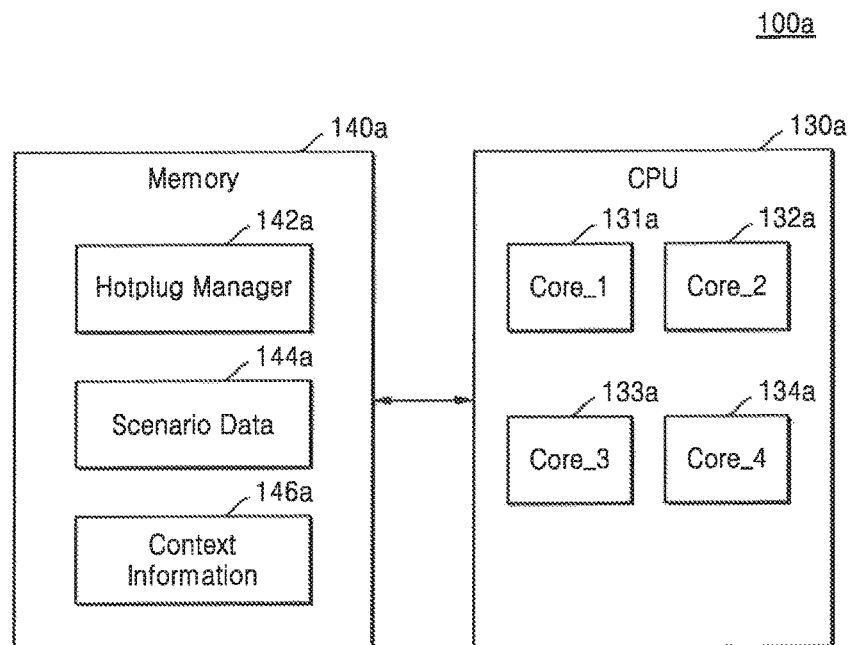 100a
140a
Memory
142a
Hotplug Manager
144a
Scenario Data
146a
Context
Information
130a
CPU
131a
Core_1
132a
Core_2
133a
Core_3
134a
Core_4